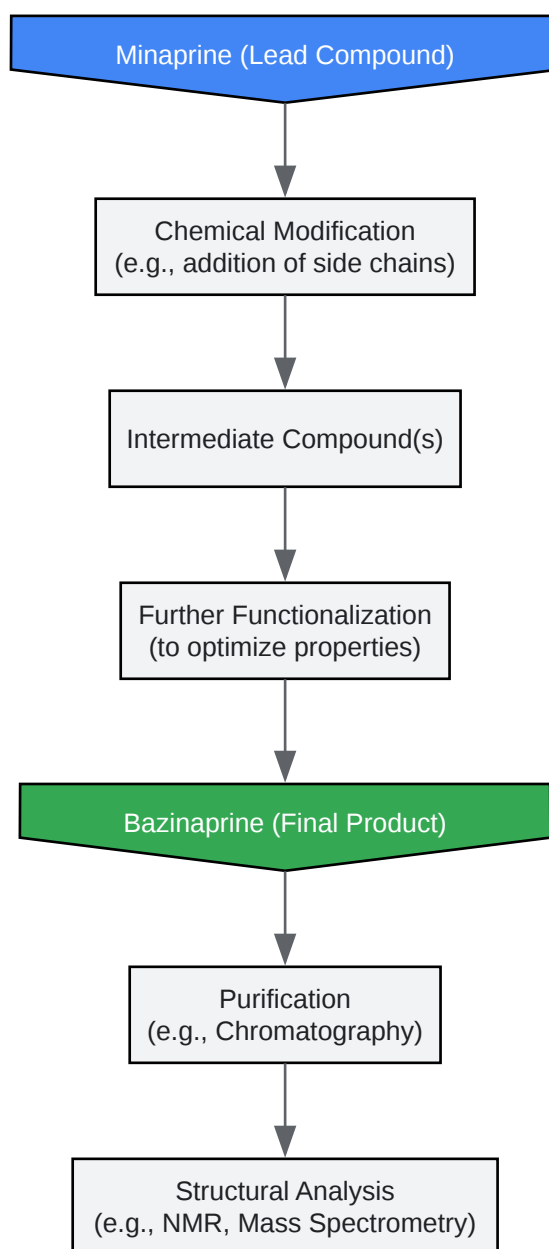 Minaprine (Lead Compound)
Chemical Modification
(e.g., addition of side chains)
Intermediate Compound(s)
Further Functionalization
(to optimize properties)
Bazinaprine (Final Product)
Purification
(e.g., Chromatography)
Structural Analysis
(e.g., NMR, Mass Spectrometry)